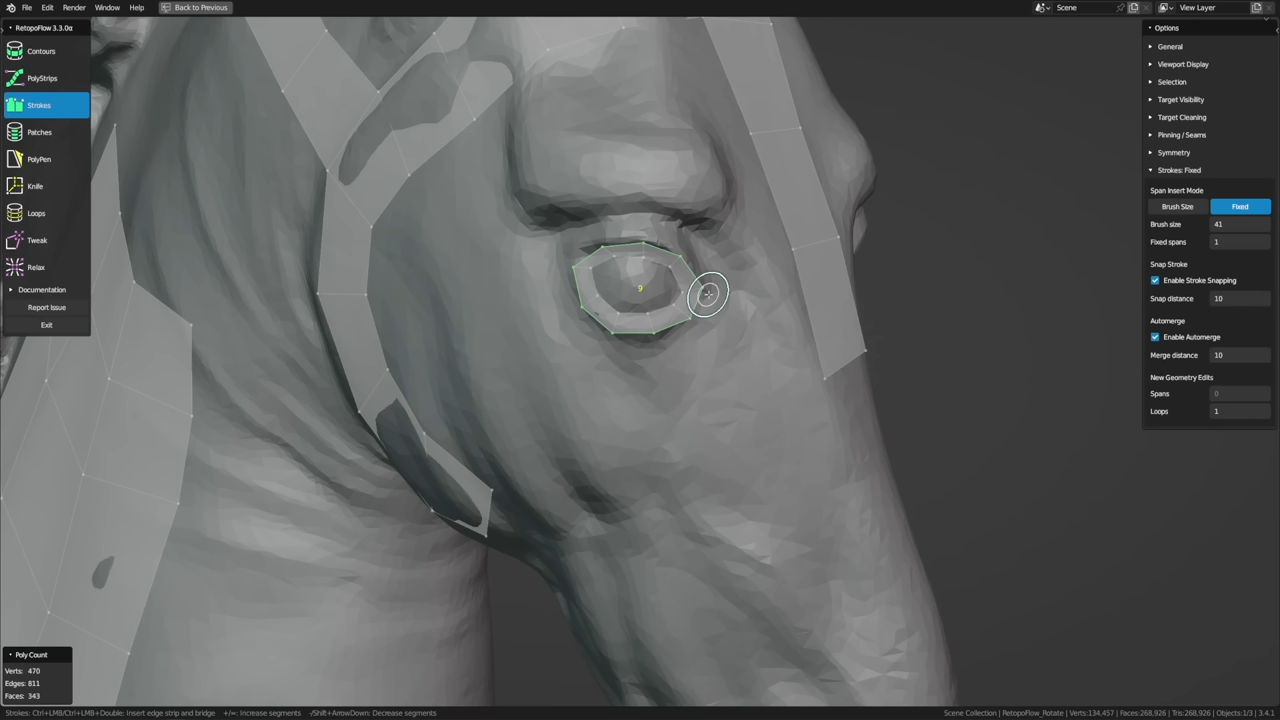 File Edit Render Window Help Back to Previous Scene View Layer
RetopoFlow 3.3.0α
Contours
PolyStrips
Strokes
Patches
PolyPen
Knife
Loops
Tweak
Relax
Documentation
Report Issue
Exit
9
Options
General
Viewport Display
Selection
Target Visibility
Target Cleaning
Pinning / Seams
Symmetry
Strokes: Fixed
Span Insert Mode
Brush Size Fixed
Brush size 41
Fixed spans 1
Snap Stroke
Enable Stroke Snapping
Snap distance 10
Automerge
Enable Automerge
Merge distance 10
New Geometry Edits
Spans 0
Loops 1
Poly Count
Verts: 470
Edges: 811
Faces: 343
Strokes: Ctrl+LMB/Ctrl+LMB+Double: Insert edge strip and bridge +/=: Increase segments -/Shift+ArrowDown: Decrease segments Scene Collection | RetopoFlow_Rotate | Verts:134,457 | Faces:268,926 | Tris:268,926 | Objects:1/3 | 3.4.1